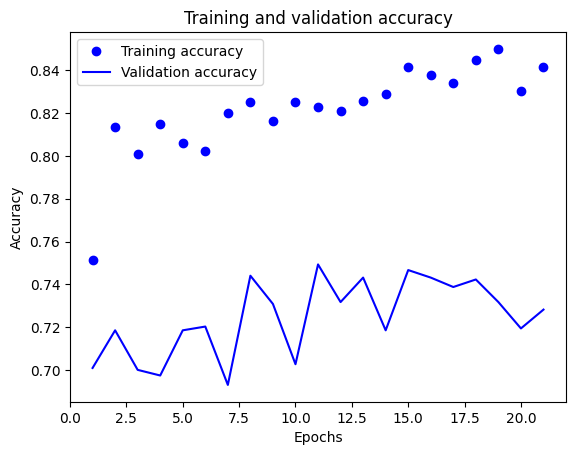 Training and validation accuracy
Training accuracy
Validation accuracy
0.84
0.82
0.80
0.78
0.76
0.74
0.72
0.70
Accuracy
0.0 2.5 5.0 7.5 10.0 12.5 15.0 17.5 20.0
Epochs